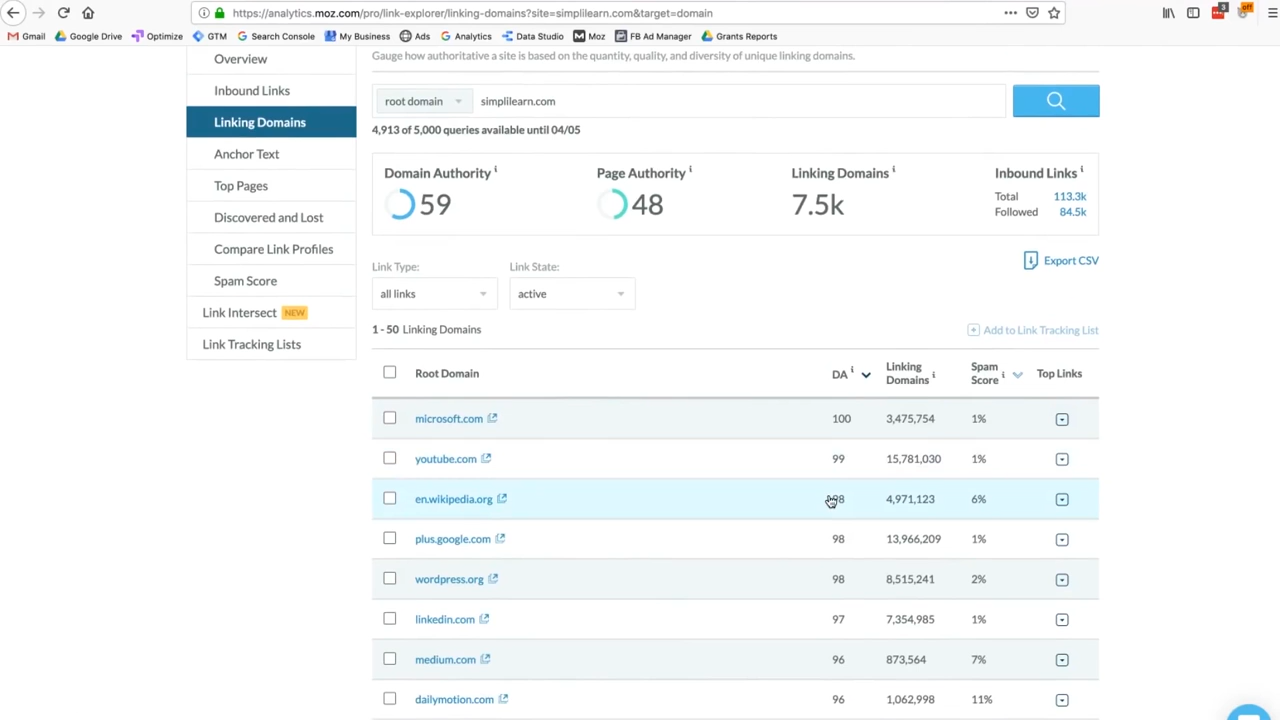 https://analytics.moz.com/pro/link-explorer/linking-domains?site=simplilearn.com&target=domain
3
off
Gmail Google Drive Optimize GTM Search Console My Business Ads Analytics Data Studio Moz FB Ad Manager Grants Reports
Overview
Inbound Links
Linking Domains
Anchor Text
Top Pages
Discovered and Lost
Compare Link Profiles
Spam Score
Link Intersect NEW
Link Tracking Lists
Gauge how authoritative a site is based on the quantity, quality, and diversity of unique linking domains.
root domain simplilearn.com
4,913 of 5,000 queries available until 04/05
Domain Authority i
59
Page Authority i
48
Linking Domains i
7.5k
Inbound Links i
Total 113.3k
Followed 84.5k
Export CSV
Link Type: Link State:
all links active
1 - 50 Linking Domains
Add to Link Tracking List
Root Domain DA i Linking Domains i Spam Score i Top Links
microsoft.com 100 3,475,754 1%
youtube.com 99 15,781,030 1%
en.wikipedia.org 98 4,971,123 6%
plus.google.com 98 13,966,209 1%
wordpress.org 98 8,515,241 2%
linkedin.com 97 7,354,985 1%
medium.com 96 873,564 7%
dailymotion.com 96 1,062,998 11%